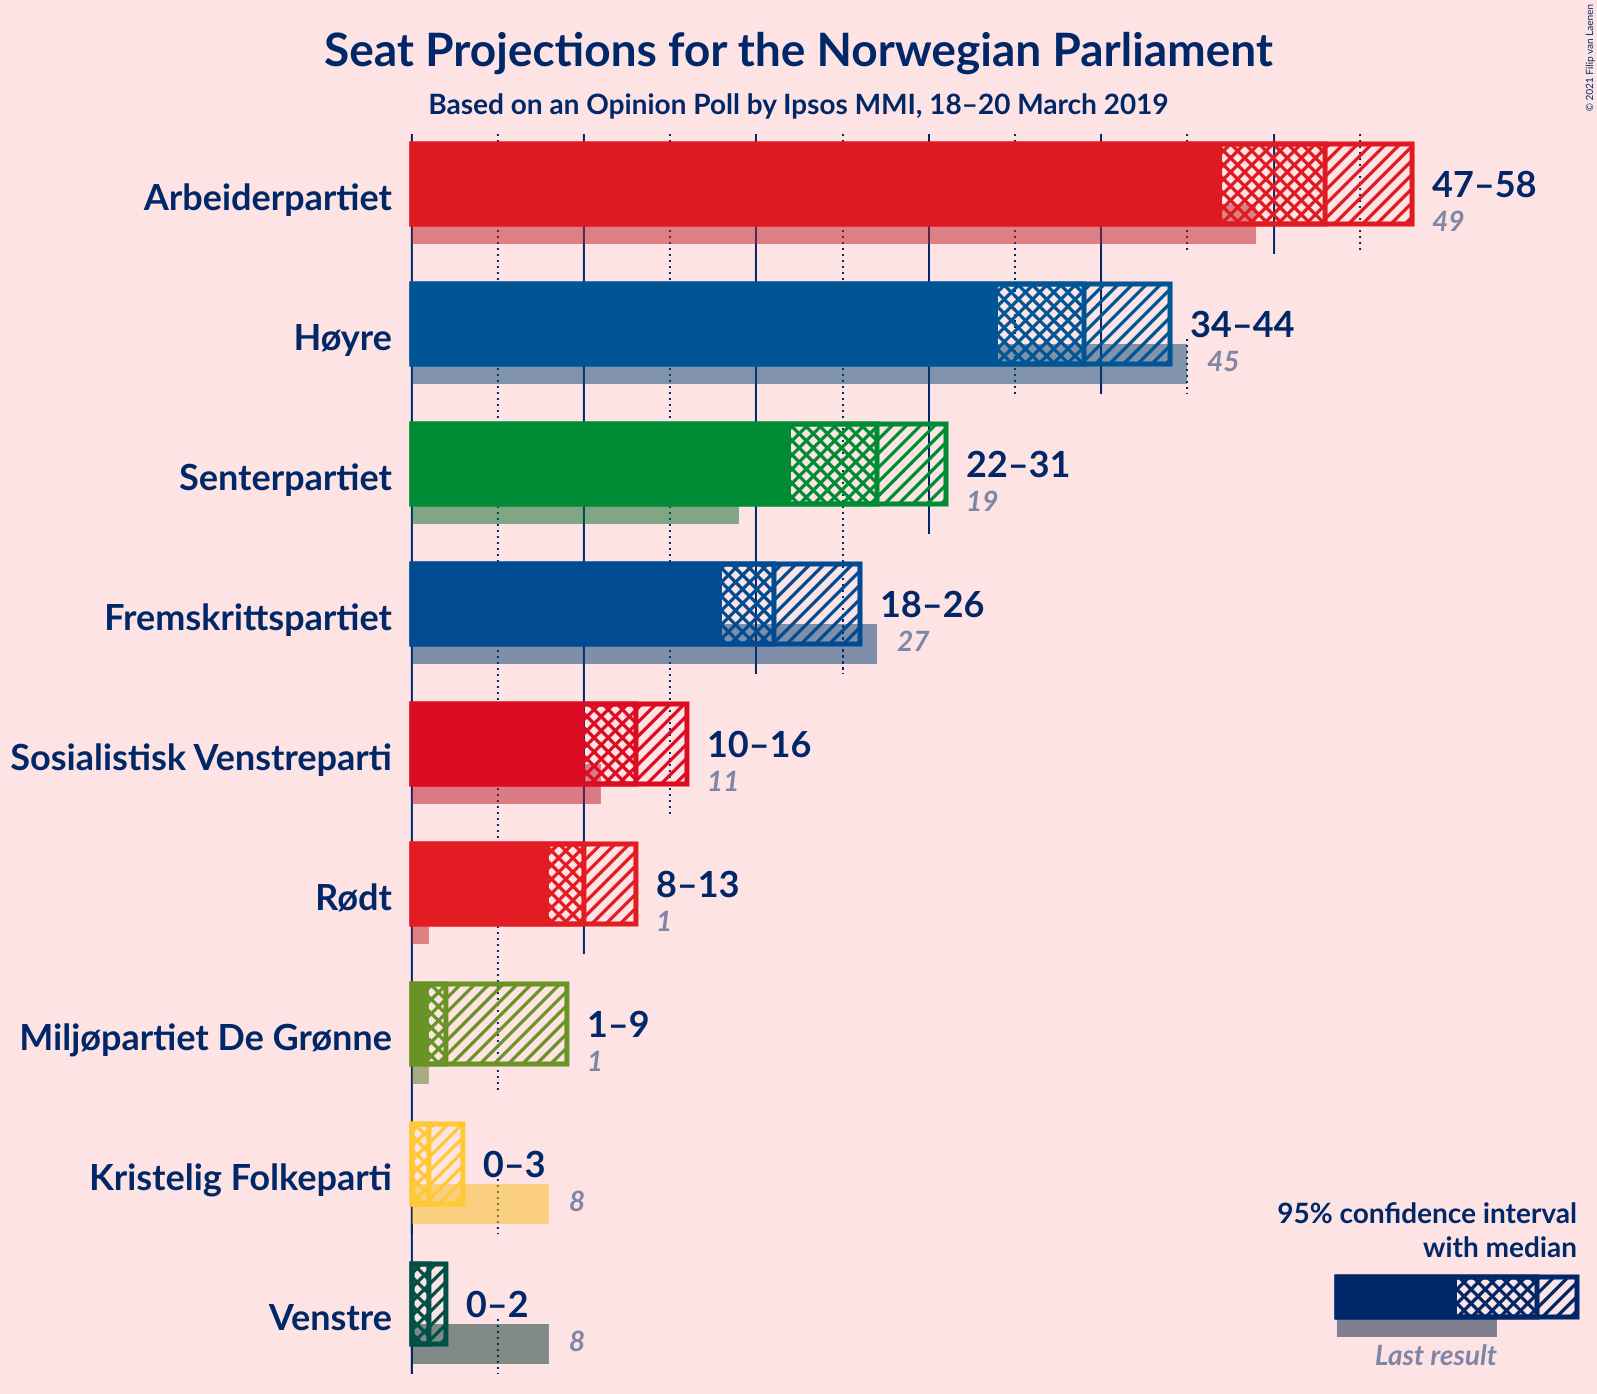 Seat Projections for the Norwegian Parliament
Based on an Opinion Poll by Ipsos MMI, 18–20 March 2019
© 2021 Filip van Laenen
Arbeiderpartiet
47–58
49
Høyre
34–44
45
Senterpartiet
22–31
19
Fremskrittspartiet
18–26
27
Sosialistisk Venstreparti
10–16
11
Rødt
8–13
1
Miljøpartiet De Grønne
1–9
1
Kristelig Folkeparti
0–3
8
Venstre
0–2
8
95% confidence interval
with median
Last result